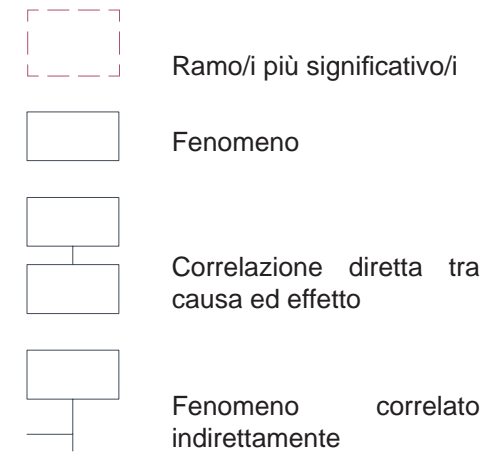 Ramo/i più significativo/i
Fenomeno
Correlazione diretta tra
causa ed effetto
Fenomeno correlato
indirettamente